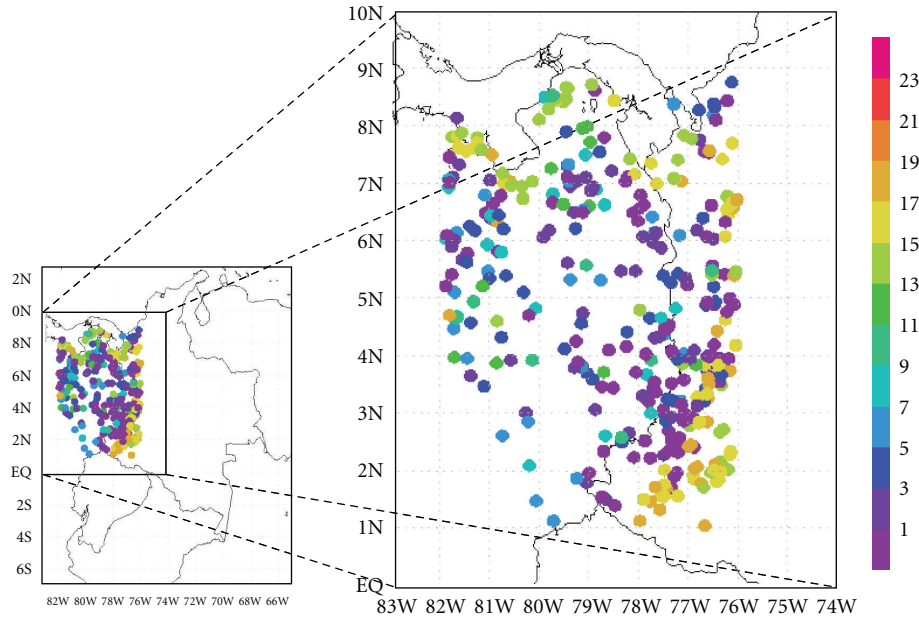 10N
9N
8N
7N
6N
5N
4N
3N
2N
1N
EQ
83W 82W 81W 80W 79W 78W 77W 76W 75W 74W
23
21
19
17
15
13
11
9
7
5
3
1
2N
0N
8N
6N
4N
2N
EQ
2S
4S
6S
82W 80W 78W 76W 74W 72W 70W 68W 66W